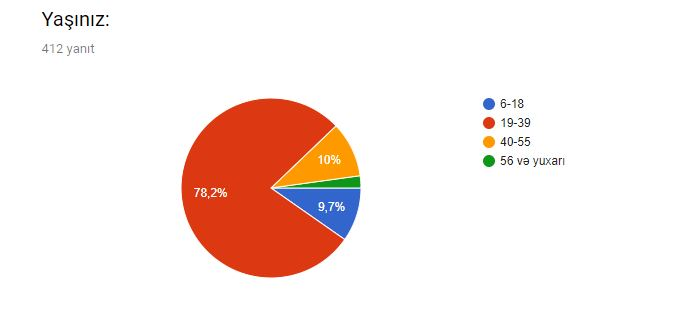 Yaşınız:
412 yanıt
6-18
19-39
40-55
56 və yuxarı
10%
78,2%
9,7%